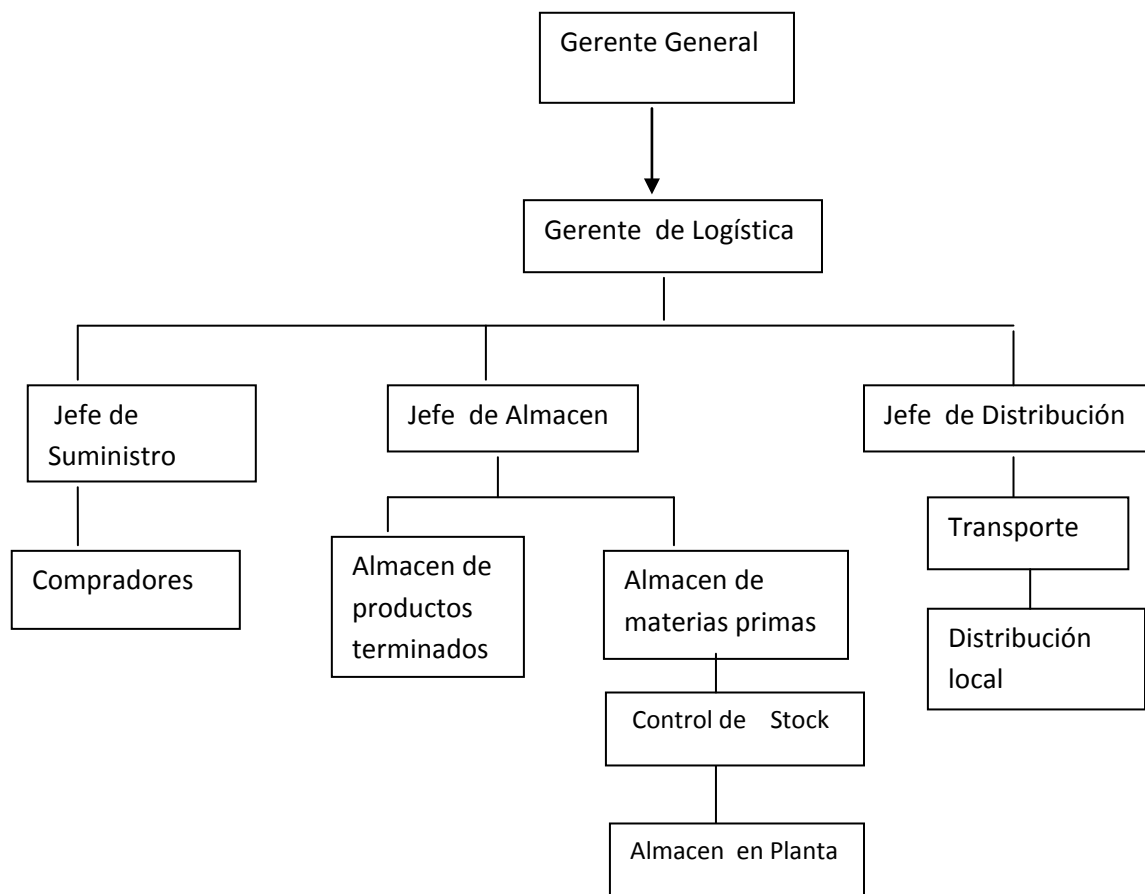 Gerente General
Gerente de Logística
Jefe de
Suministro
Jefe de Almacen
Jefe de Distribución
Compradores
Almacen de
productos
terminados
Almacen de
materias primas
Control de Stock
Almacen en Planta
Transporte
Distribución
local